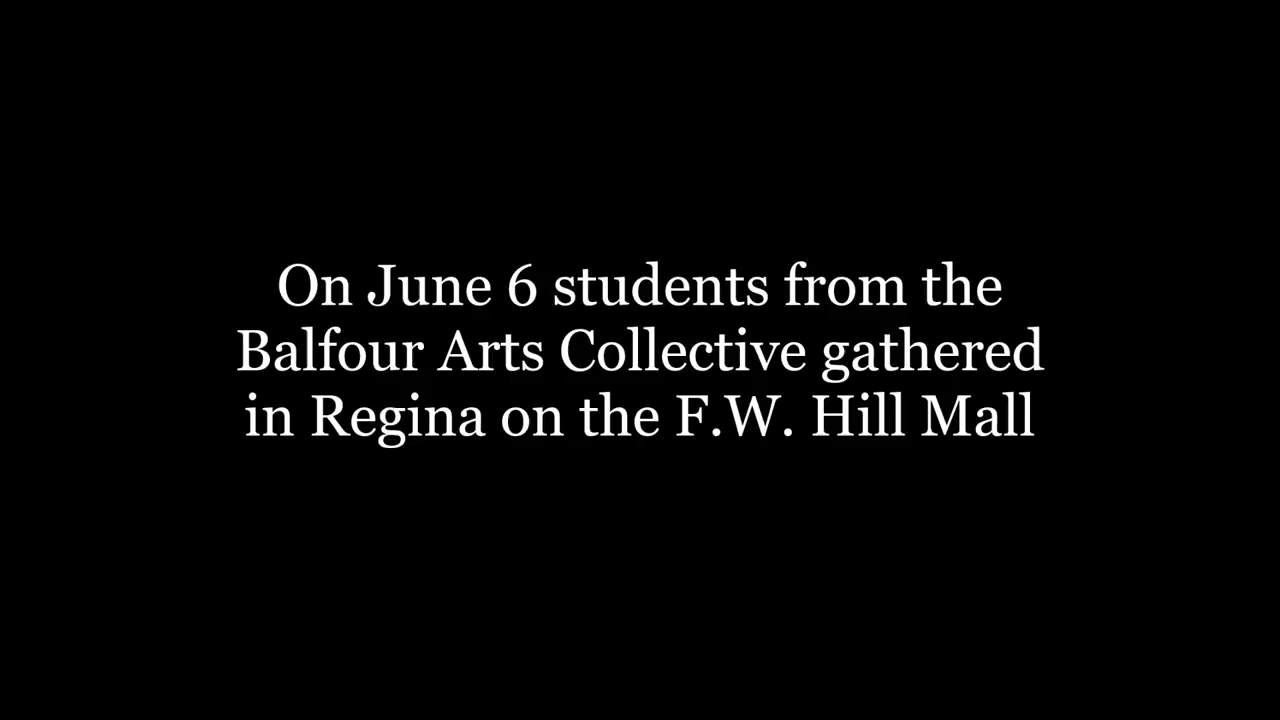 On June 6 students from the
Balfour Arts Collective gathered
in Regina on the F.W. Hill Mall